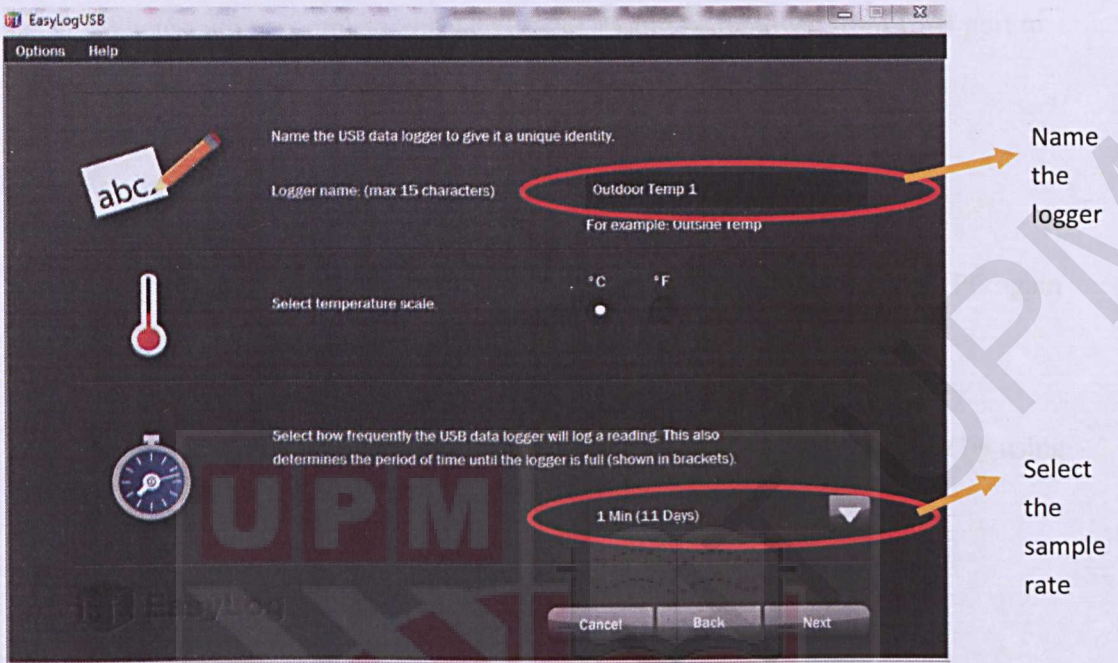 EasyLogUSB
Options Help
Name the USB data logger to give it a unique identity.
abc
Logger name: (max 15 characters)
Outdoor Temp 1
For example: Outside Temp
Name
the
logger
°C °F
Select temperature scale
Select how frequently the USB data logger will log a reading. This also
determines the period of time until the logger is full (shown in brackets).
1 Min (11 Days)
Select
the
sample
rate
UPM
EasyLog
Cancel Back Next
UPM